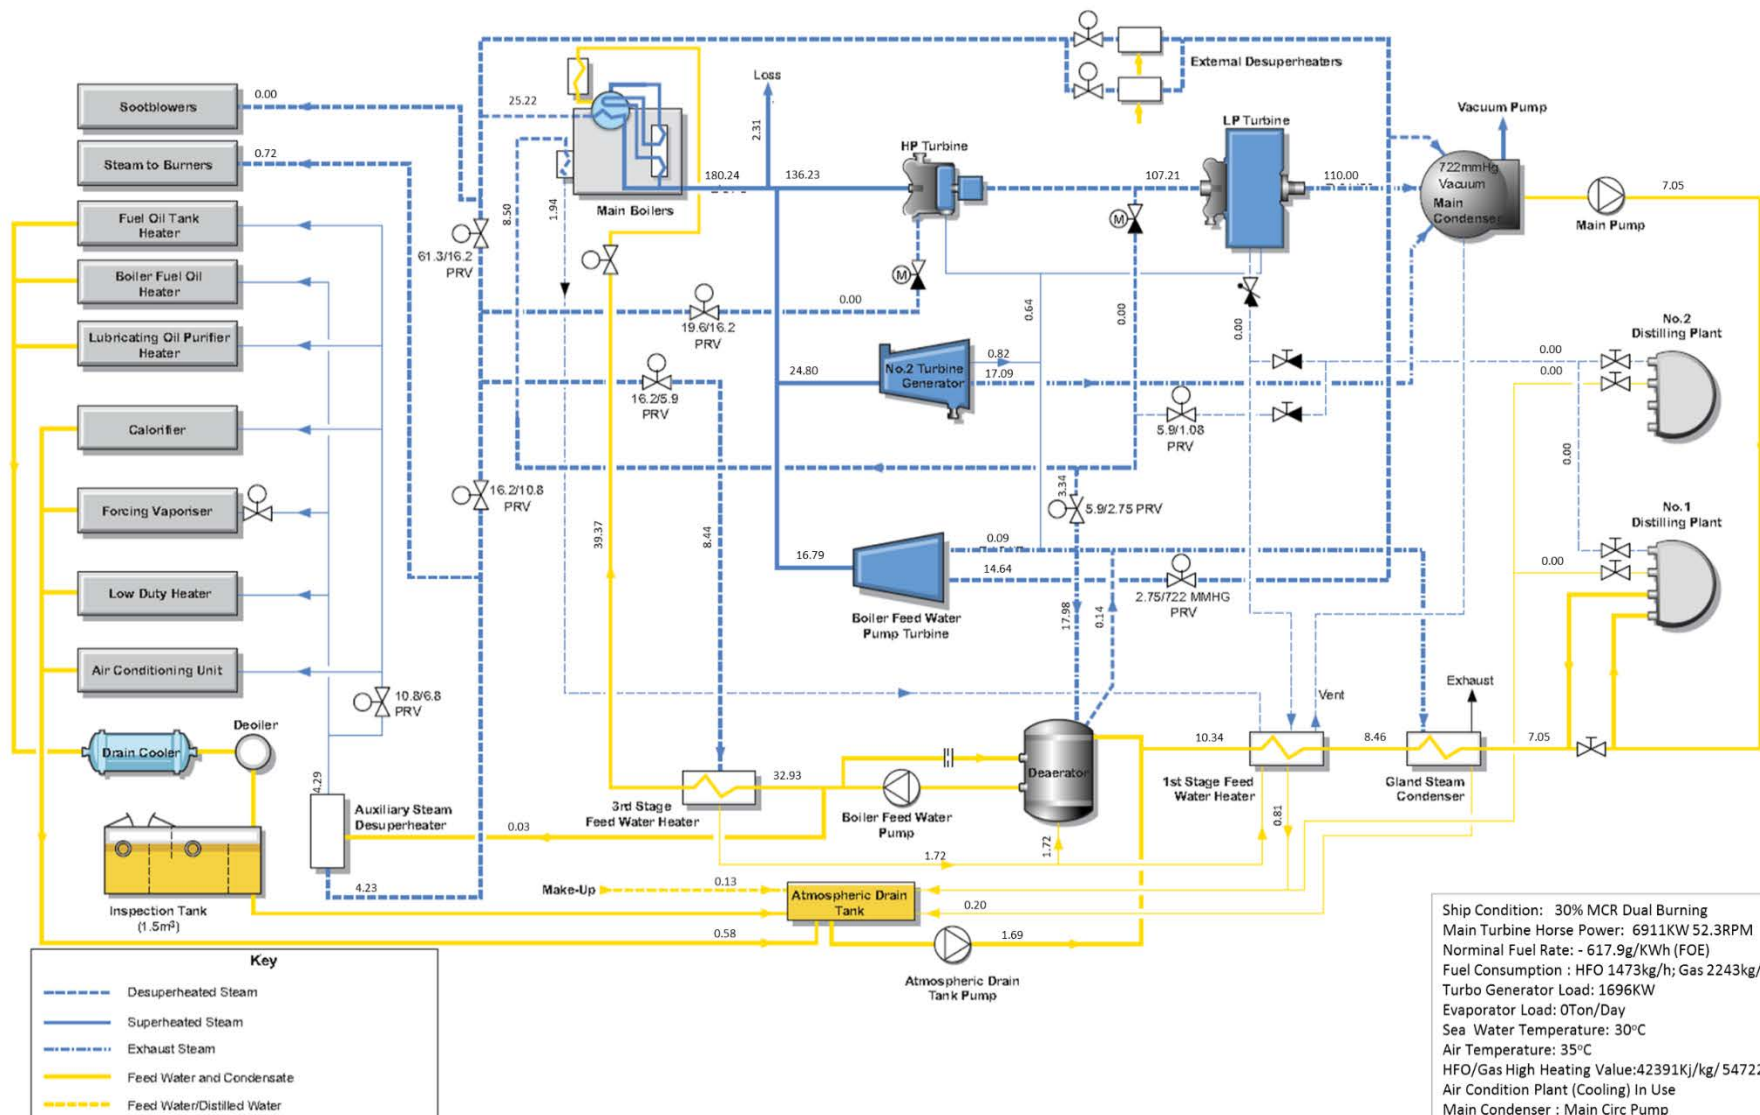 Sootblowers
0.00
Steam to Burners
0.72
Fuel Oil Tank
Heater
Boiler Fuel Oil
Heater
Lubricating Oil Purifier
Heater
Calorifier
Forcing Vaporiser
Low Duty Heater
Air Conditioning Unit
Drain Cooler
Deoiler
Inspection Tank
(1.5m³)
Auxiliary Steam
Desuperheater
4.29
4.23
10.8/6.8
PRV
61.3/16.2
PRV
16.2/10.8
PRV
25.22
8.50
1.94
Main Boilers
180.24
Loss
2.31
136.23
HP Turbine
107.21
LP Turbine
110.00
External Desuperheaters
Vacuum Pump
722mmHg
Vacuum
Main
Condenser
Main Pump
7.05
M
M
0.00
19.6/16.2
PRV
16.2/5.9
PRV
24.80
No.2 Turbine
Generator
0.82
17.09
0.64
0.00
0.00
5.9/1.08
PRV
No.2
Distilling Plant
0.00
0.00
0.00
No.1
Distilling Plant
0.00
39.37
8.44
3.34
5.9/2.75 PRV
16.79
0.09
14.64
Boiler Feed Water
Pump Turbine
2.75/722 MMHG
PRV
17.98
0.14
Vent
Exhaust
Deaerator
10.34
8.46
7.05
1st Stage Feed
Water Heater
Gland Steam
Condenser
0.81
32.93
3rd Stage
Feed Water Heater
Boiler Feed Water
Pump
0.03
1.72
1.72
Make-Up
0.13
Atmospheric Drain
Tank
0.20
0.58
1.69
Atmospheric Drain
Tank Pump
Key
Desuperheated Steam
Superheated Steam
Exhaust Steam
Feed Water and Condensate
Feed Water/Distilled Water
Ship Condition: 30% MCR Dual Burning
Main Turbine Horse Power: 6911KW 52.3RPM
Norminal Fuel Rate: - 617.9g/KWh (FOE)
Fuel Consumption : HFO 1473kg/h; Gas 2243kg/
Turbo Generator Load: 1696KW
Evaporator Load: 0Ton/Day
Sea Water Temperature: 30°C
Air Temperature: 35°C
HFO/Gas High Heating Value:42391Kj/kg/ 54722
Air Condition Plant (Cooling) In Use
Main Condenser : Main Circ Pump